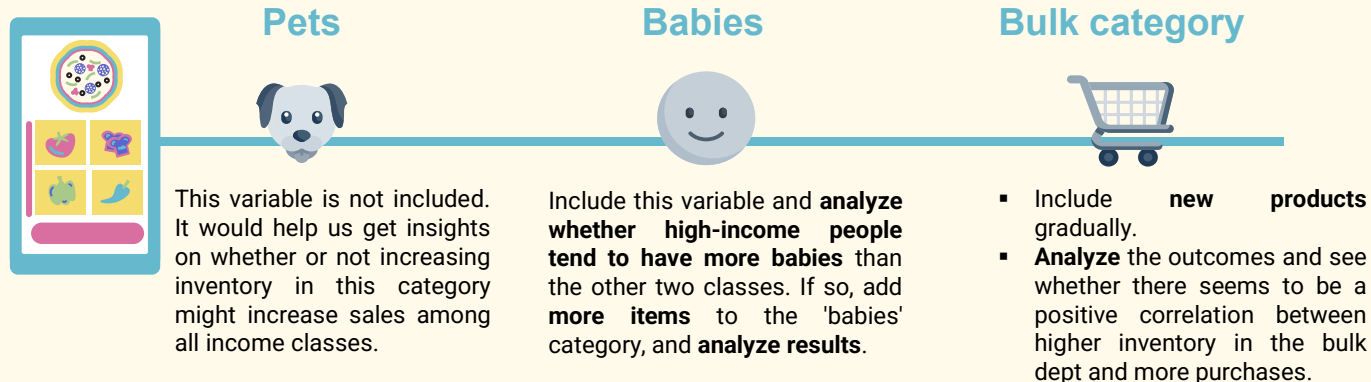 Pets
This variable is not included.
It would help us get insights
on whether or not increasing
inventory in this category
might increase sales among
all income classes.
Babies
Include this variable and analyze
whether high-income people
tend to have more babies than
the other two classes. If so, add
more items to the 'babies'
category, and analyze results.
Bulk category
▪ Include new products
gradually.
▪ Analyze the outcomes and see
whether there seems to be a
positive correlation between
higher inventory in the bulk
dept and more purchases.